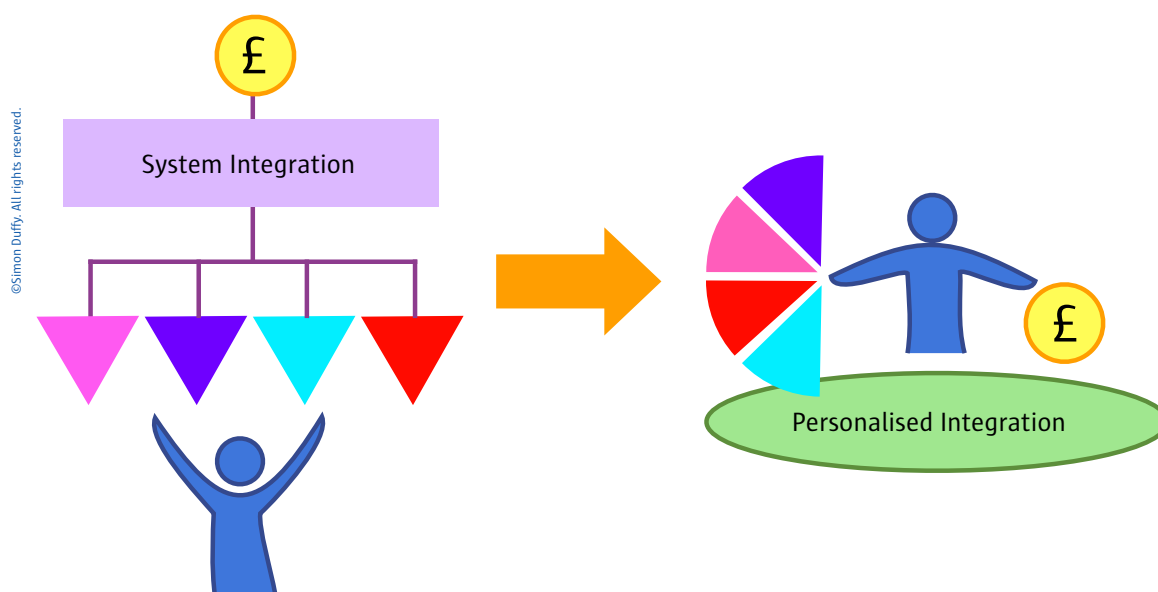 £
System Integration
©Simon Duffy. All rights reserved.
£
Personalised Integration